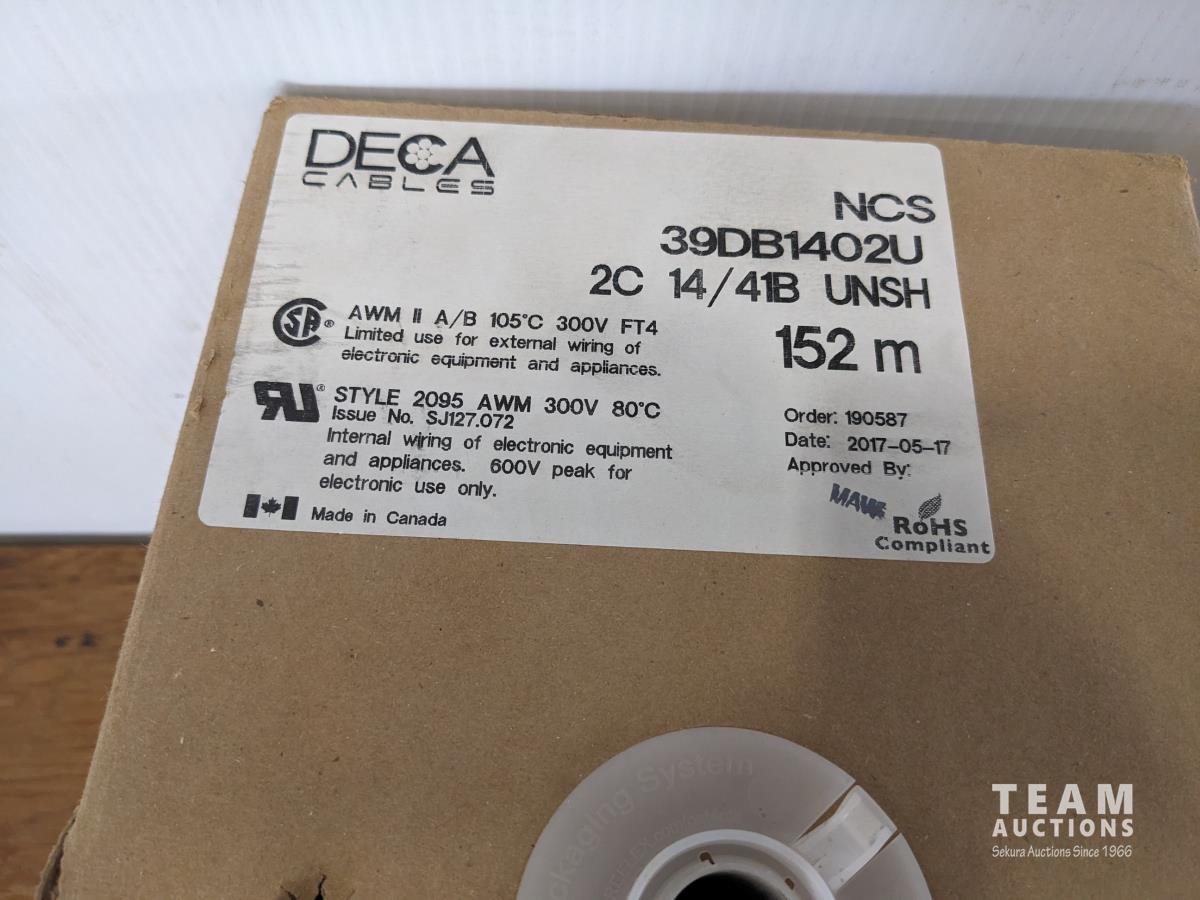 DECA
CABLES
NCS
39DB1402U
2C 14/41B UNSH
152 m
SA ®
AWM II A/B 105°C 300V FT4
Limited use for external wiring of
electronic equipment and appliances.
RU ®
STYLE 2095 AWM 300V 80°C
Issue No. SJ127.072
Internal wiring of electronic equipment
and appliances. 600V peak for
electronic use only.
Made in Canada
Order: 190587
Date: 2017-05-17
Approved By:
RoHS
Compliant
System
TEAM
AUCTIONS
Sekura Auctions Since 1966